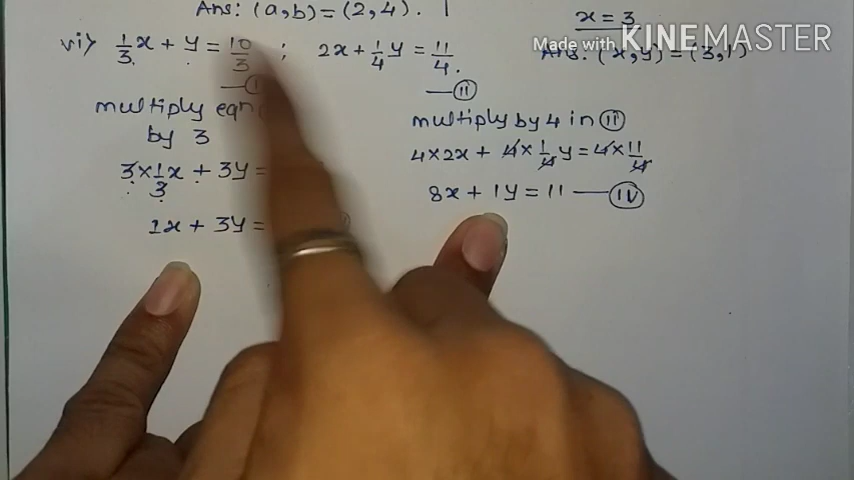 Ans: (a,b) = (2,4).
x = 3
Made with KINEMASTER
Ans: (x,y) = (3,1)
vi) 1/3 x + y = 10/3 ; 2x + 1/4 y = 11/4.
(II)
multiply eqn
by 3
multiply by 4 in (II)
3 × 1/3 x + 3y =
4×2x + 4 × 1/4 y = 4 × 11/4
8x + 1y = 11 — (IV)
1x + 3y =